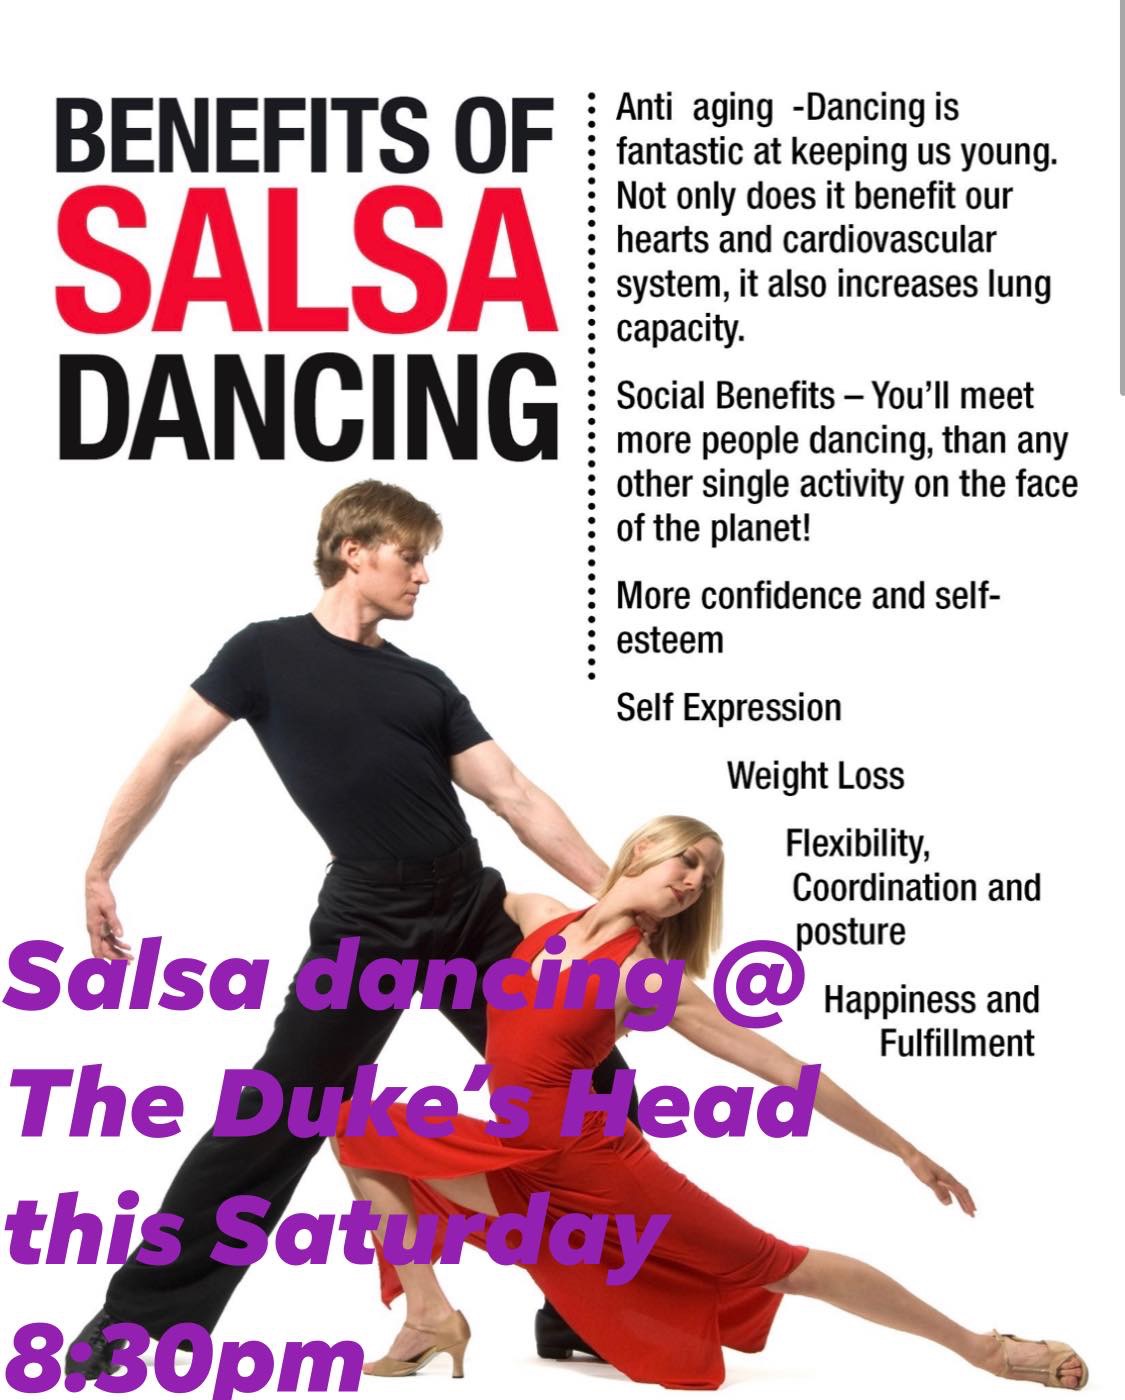 BENEFITS OF
SALSA
DANCING
Anti aging -Dancing is
fantastic at keeping us young.
Not only does it benefit our
hearts and cardiovascular
system, it also increases lung
capacity.
Social Benefits – You’ll meet
more people dancing, than any
other single activity on the face
of the planet!
More confidence and self-
esteem
Self Expression
Weight Loss
Flexibility,
Coordination and
posture
Happiness and
Fulfillment
Salsa dancing @
The Duke’s Head
this Saturday
8:30pm